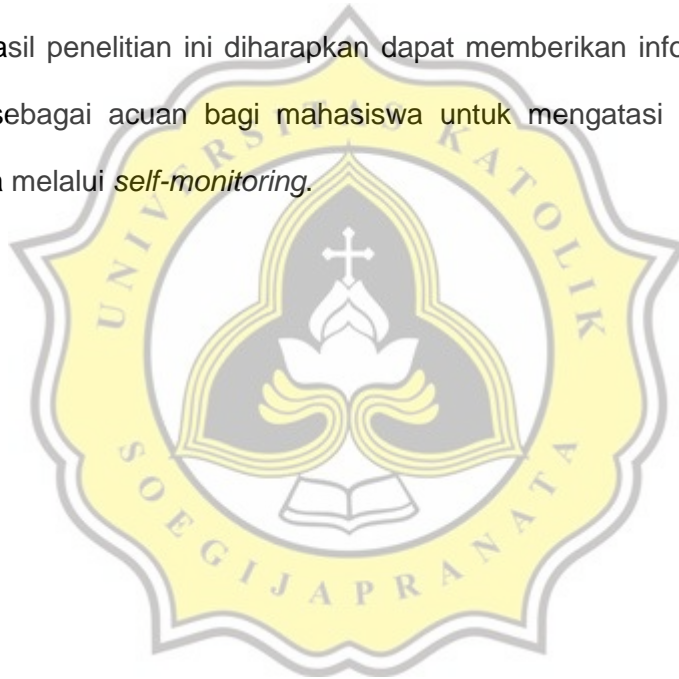 asil penelitian ini diharapkan dapat memberikan info
sebagai acuan bagi mahasiswa untuk mengatasi
melalui self-monitoring.
UNIVERSITAS KATOLIK
SOEGIJAPRANATA